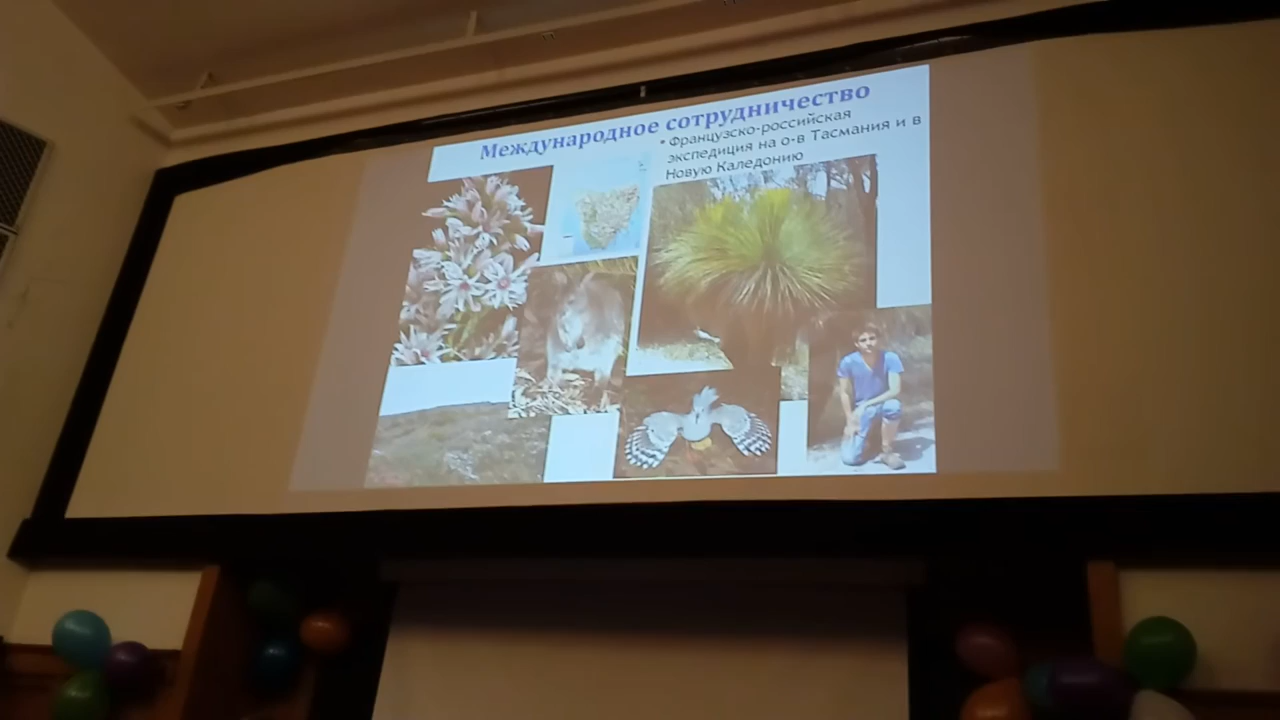 Международное сотрудничество
• Французско-российская
экспедиция на о-в Тасмания и в
Новую Каледонию